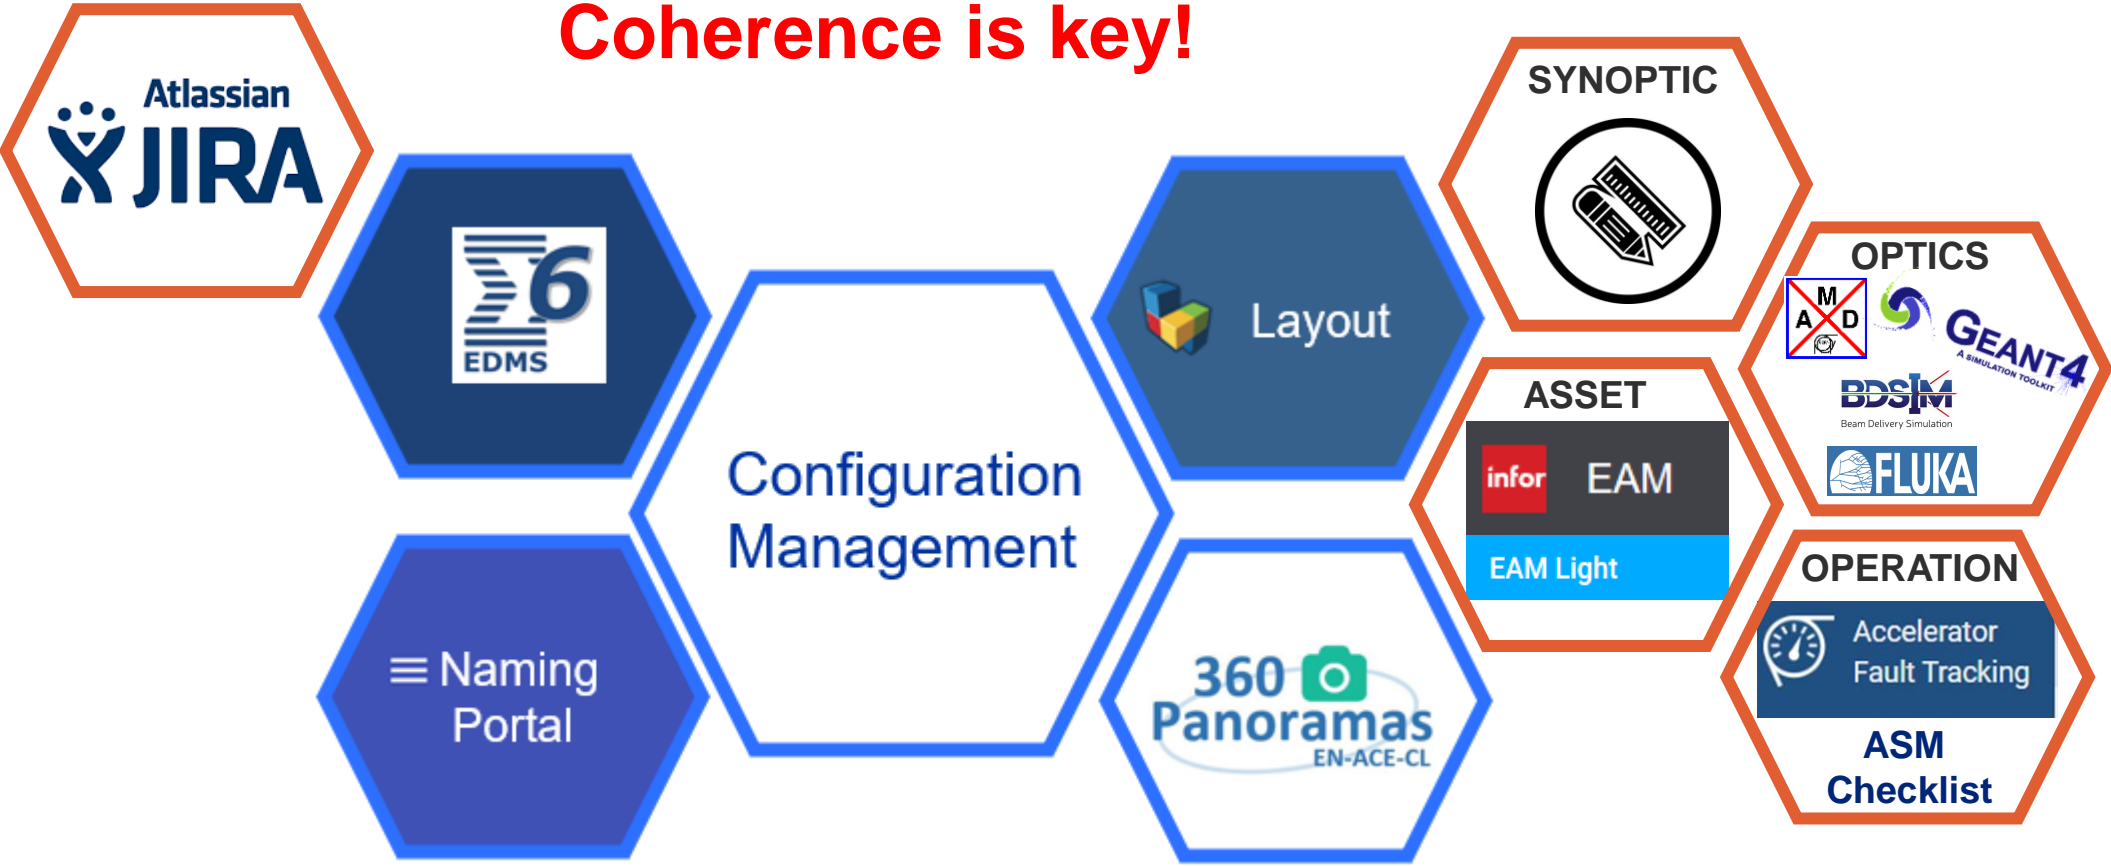 Coherence is key!
Atlassian
JIRA
6
EDMS
Naming
Portal
Configuration
Management
Layout
360
Panoramas
EN-ACE-CL
SYNOPTIC
ASSET
infor EAM
EAM Light
OPTICS
M
A D
GEANT4
A SIMULATION TOOLKIT
BDSIM
Beam Delivery Simulation
FLUKA
OPERATION
Accelerator
Fault Tracking
ASM
Checklist